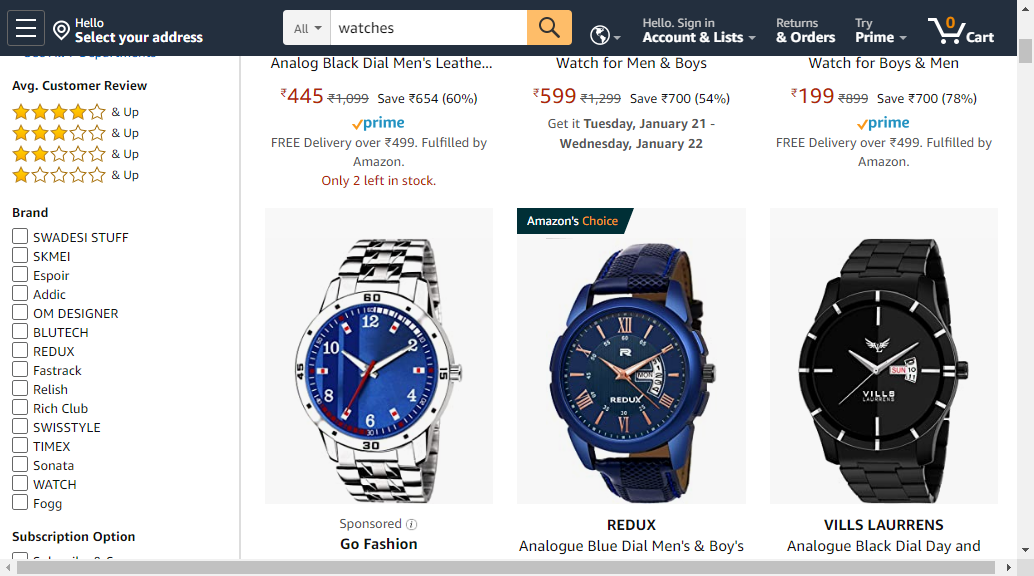 Hello
Select your address
All
watches
Hello. Sign in
Account & Lists
Returns
& Orders
Try
Prime
0
Cart
Avg. Customer Review
& Up
& Up
& Up
& Up
Brand
SWADESI STUFF
SKMEI
Espoir
Addic
OM DESIGNER
BLUTECH
REDUX
Fastrack
Relish
Rich Club
SWISSTYLE
TIMEX
Sonata
WATCH
Fogg
Subscription Option
Analog Black Dial Men's Leathe...
₹445 ₹1,099 Save ₹654 (60%)
prime
FREE Delivery over ₹499. Fulfilled by
Amazon.
Only 2 left in stock.
Watch for Men & Boys
₹599 ₹1,299 Save ₹700 (54%)
Get it Tuesday, January 21 -
Wednesday, January 22
Watch for Boys & Men
₹199 ₹899 Save ₹700 (78%)
prime
FREE Delivery over ₹499. Fulfilled by
Amazon.
60
12
2
15
4
6
30
8
45
10
Sponsored
Go Fashion
Amazon's Choice
R
MON
REDUX
REDUX
Analogue Blue Dial Men's & Boy's
SUN 10
VILLS
LAURRENS
VILLS LAURRENS
Analogue Black Dial Day and